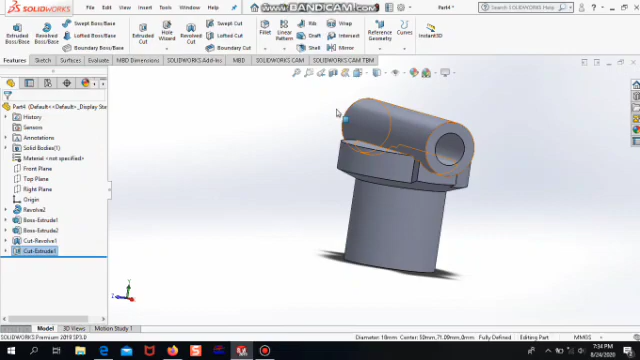 SOLIDWORKS File Edit View Insert Tools Window
www.BANDICAM.com
Part4 * Search SOLIDWORKS Help
Extruded Boss/Base
Revolved Boss/Base
Swept Boss/Base
Lofted Boss/Base
Boundary Boss/Base
Extruded Cut
Hole Wizard
Revolved Cut
Swept Cut
Lofted Cut
Boundary Cut
Fillet
Linear Pattern
Rib
Draft
Shell
Wrap
Intersect
Mirror
Reference Geometry
Curves
Instant3D
Features Sketch Surfaces Evaluate MBD Dimensions SOLIDWORKS Add-Ins MBD SOLIDWORKS CAM SOLIDWORKS CAM TBM
Part4 (Default<<Default>_Display Sta
History
Sensors
Annotations
Solid Bodies(1)
Material <not specified>
Front Plane
Top Plane
Right Plane
Origin
Revolve2
Boss-Extrude1
Boss-Extrude2
Cut-Revolve1
Cut-Extrude1
Y
Z
Model 3D Views Motion Study 1
SOLIDWORKS Premium 2019 SP3.0 Diameter: 18mm Fully Defined Editing Part MMGS
7:34 PM
8/24/2020